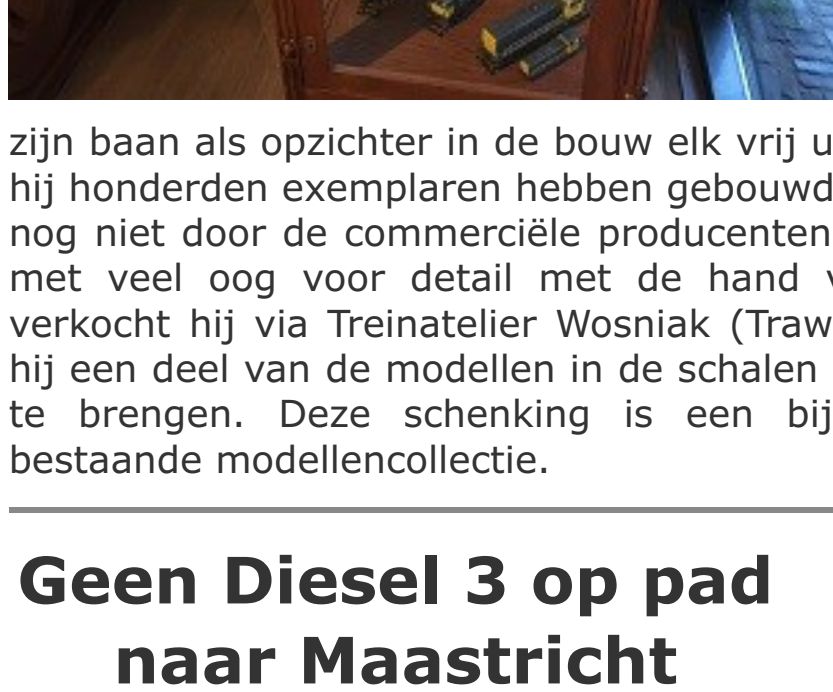 zijn baan als opzichter in de bouw elk vrij
hij honderden exemplaren hebben gebouwd
nog niet door de commerciële producenten
met veel oog voor detail met de hand
verkocht hij via Treinatelier Wosniak (Traw
hij een deel van de modellen in de schalen
te brengen. Deze schenking is een bij
bestaande modellencollectie.
Geen Diesel 3 op pad
naar Maastricht